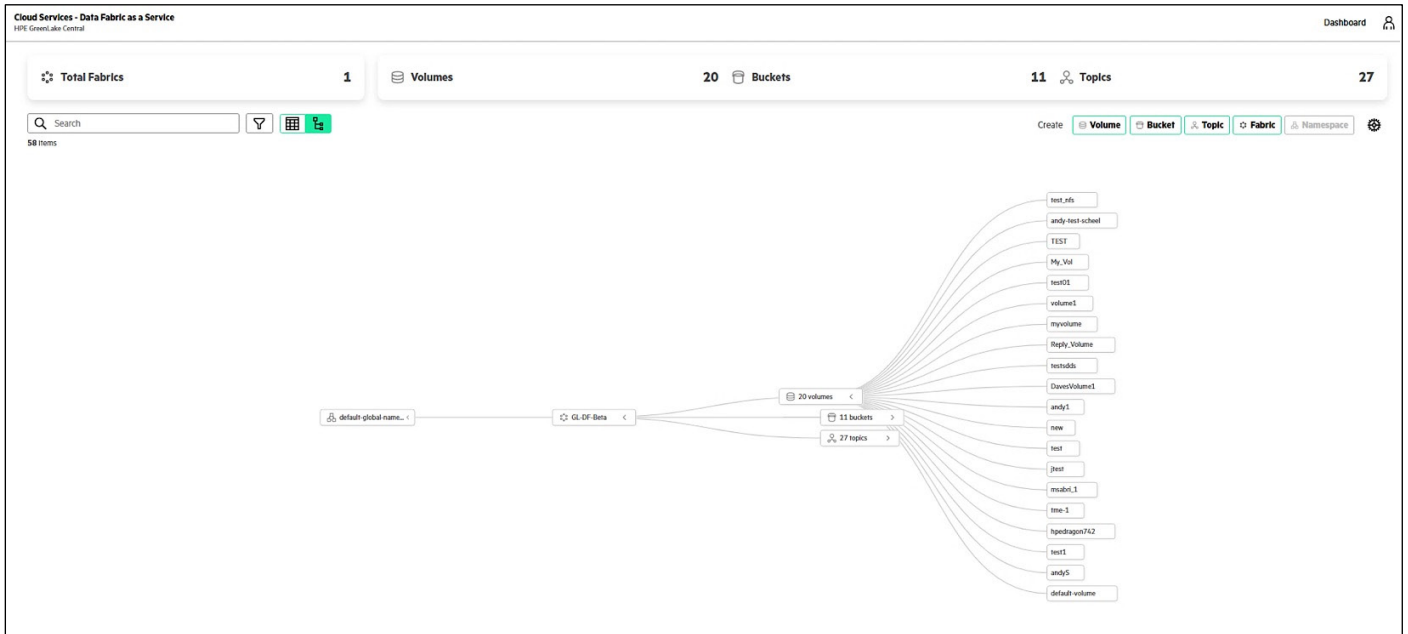 Cloud Services - Data Fabric as a Service
HPE GreenLake Central
Dashboard
Total Fabrics 1 Volumes 20 Buckets 11 Topics 27
Search
Create Volume Bucket Topic Fabric Namespace
58 items
test_nfs
andy-test-scheel
TEST
My_Vol
test01
volume1
myvolume
Reply_Volume
testsdds
DavesVolume1
20 volumes
andy1
default-global-name... GL-DF-Beta 11 buckets
new
27 topics
test
jtest
msabri_1
tme-1
hpedragon742
test1
andyS
default-volume